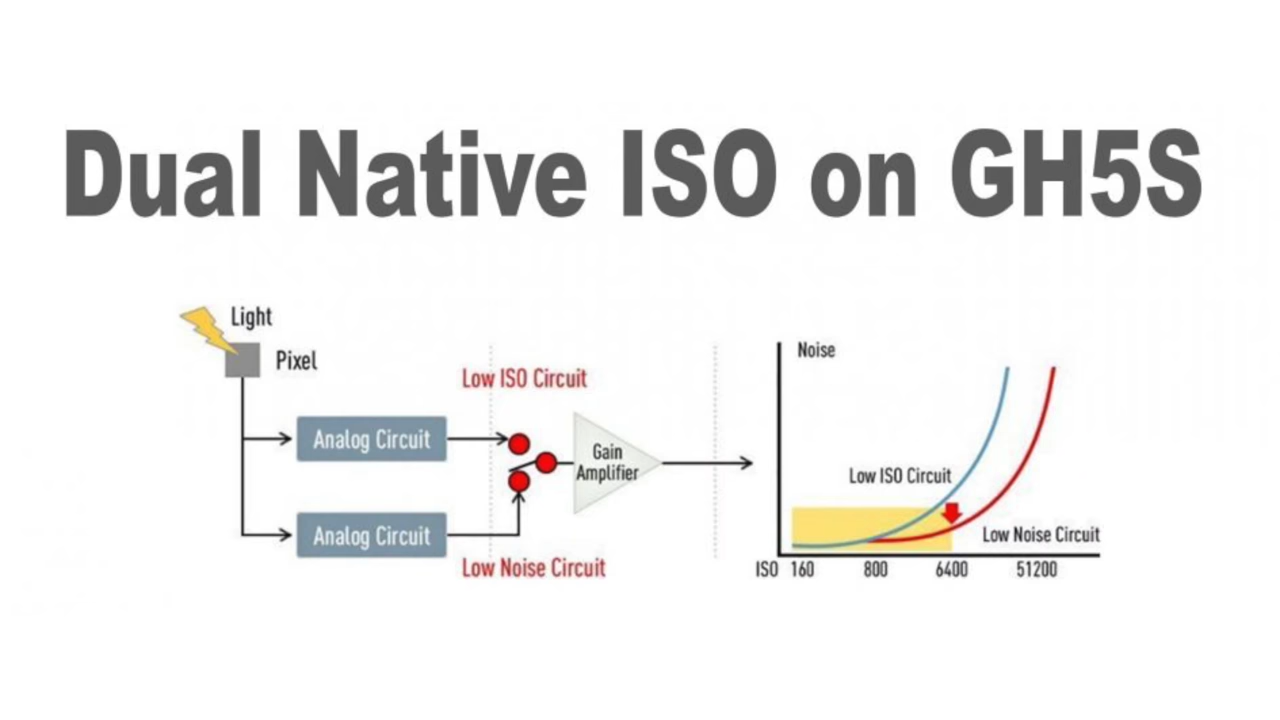 Dual Native ISO on GH5S
Light
Pixel
Low ISO Circuit
Analog Circuit
Gain
Amplifier
Analog Circuit
Low Noise Circuit
Noise
Low ISO Circuit
Low Noise Circuit
ISO 160 800 6400 51200